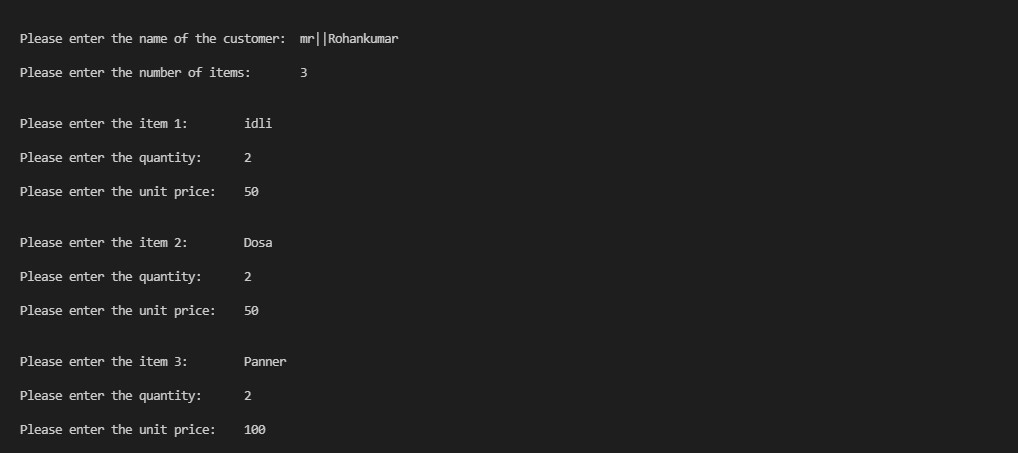 Please enter the name of the customer: mr||Rohankumar
Please enter the number of items: 3
Please enter the item 1: idli
Please enter the quantity: 2
Please enter the unit price: 50
Please enter the item 2: Dosa
Please enter the quantity: 2
Please enter the unit price: 50
Please enter the item 3: Panner
Please enter the quantity: 2
Please enter the unit price: 100